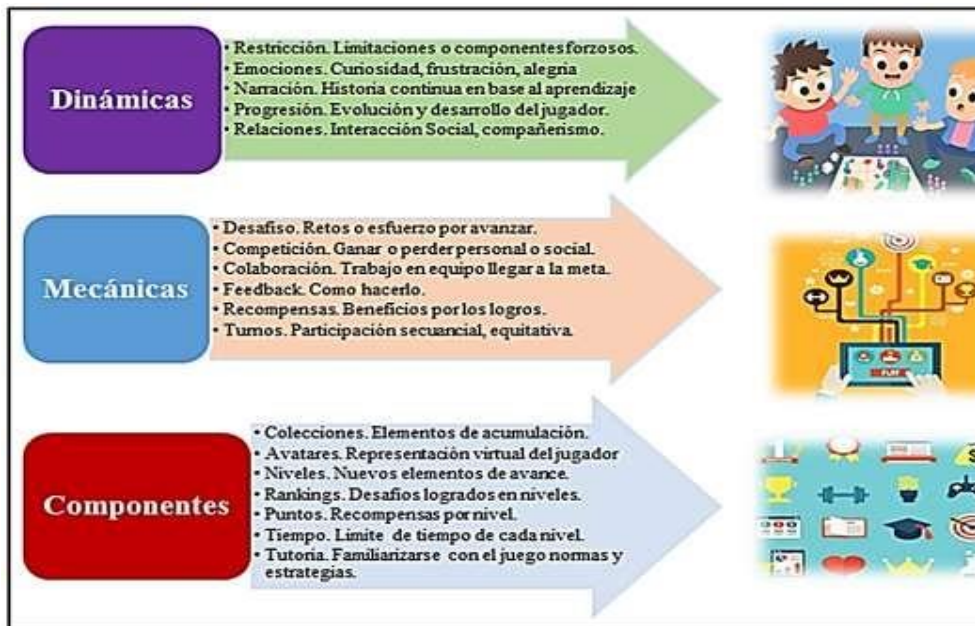 Dinámicas
• Restricción. Limitaciones o componentes forzosos.
• Emociones. Curiosidad, frustración, alegria
• Narración. Historia continua en base al aprendizaje
• Progresión. Evolución y desarrollo del jugador.
• Relaciones. Interacción Social, compañerismo.
Mecánicas
• Desafiso. Retos o esfuerzo por avanzar.
• Competición. Ganar o perder personal o social.
• Colaboración. Trabajo en equipo llegar a la meta.
• Feedback. Como hacerlo.
• Recompensas. Beneficios por los logros.
• Turnos. Participación secuancial, equitativa.
PLAY
Componentes
• Colecciones. Elementos de acumulación.
• Avatares. Representación virtual del jugador
• Niveles. Nuevos elementos de avance.
• Rankings. Desafios logrados en niveles.
• Puntos. Recompensas por nivel.
• Tiempo. Limite de tiempo de cada nivel.
• Tutoria. Familiarizarse con el juego normas y
estrategias.
$